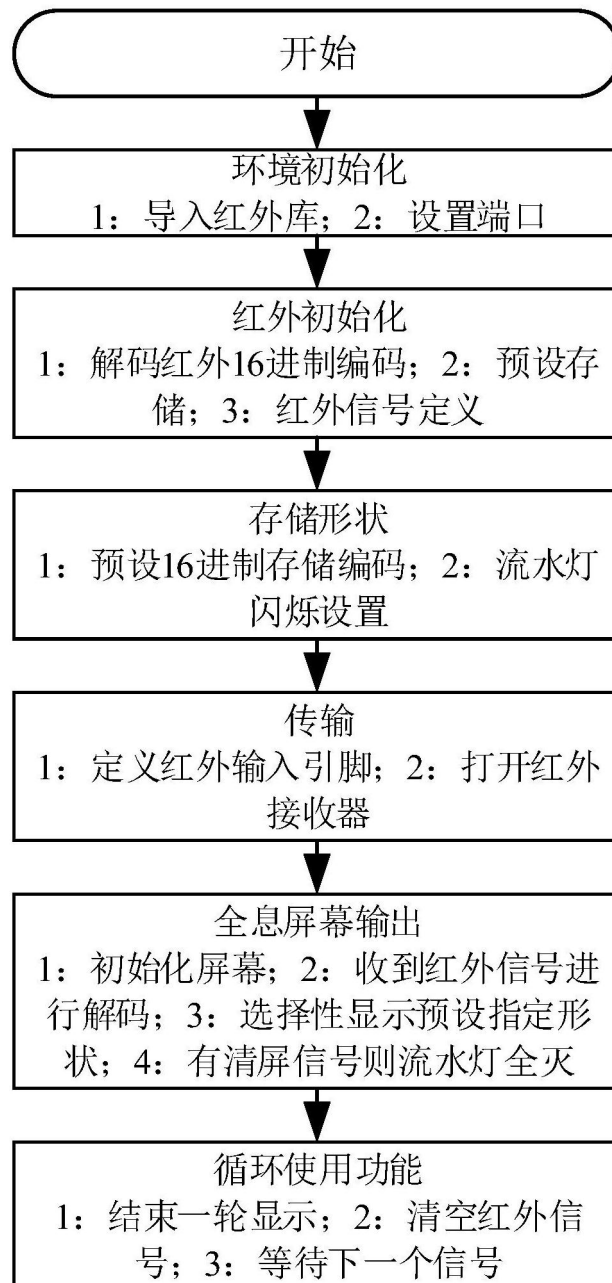 开始
环境初始化
1：导入红外库；2：设置端口
红外初始化
1：解码红外16进制编码；2：预设存
储；3：红外信号定义
存储形状
1：预设16进制存储编码；2：流水灯
闪烁设置
传输
1：定义红外输入引脚；2：打开红外
接收器
全息屏幕输出
1：初始化屏幕；2：收到红外信号进
行解码；3：选择性显示预设指定形
状；4：有清屏信号则流水灯全灭
循环使用功能
1：结束一轮显示；2：清空红外信
号；3：等待下一个信号